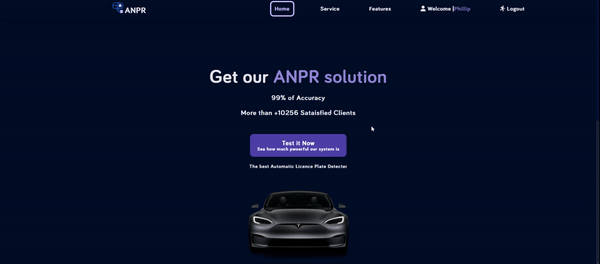 ANPR
Home
Service
Features
Welcome |Phillip
Logout
Get our ANPR solution
99% of Accuracy
More than +10256 Sataisfied Clients
Test it Now
See how much pwoerful our system is
The best Automatic Licence Plate Detecter